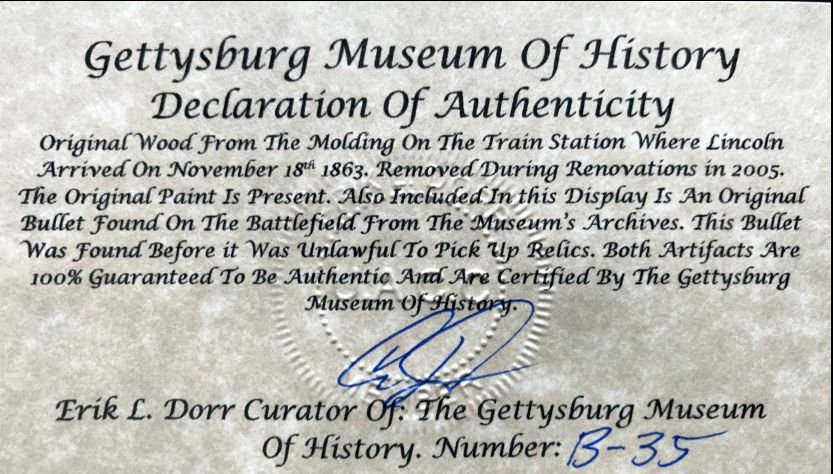 Gettysburg Museum Of History
Declaration Of Authenticity
Original Wood From The Molding On The Train Station Where Lincoln
Arrived On November 18th 1863. Removed During Renovations in 2005.
The Original Paint Is Present. Also Included In this Display Is An Original
Bullet Found On The Battlefield From The Museum's Archives. This Bullet
Was Found Before it Was Unlawful To Pick Up Relics. Both Artifacts Are
100% Guaranteed To Be Authentic And Are Certified By The Gettysburg
Museum Of History.
Erik L. Dorr Curator Of: The Gettysburg Museum
Of History. Number: B-35